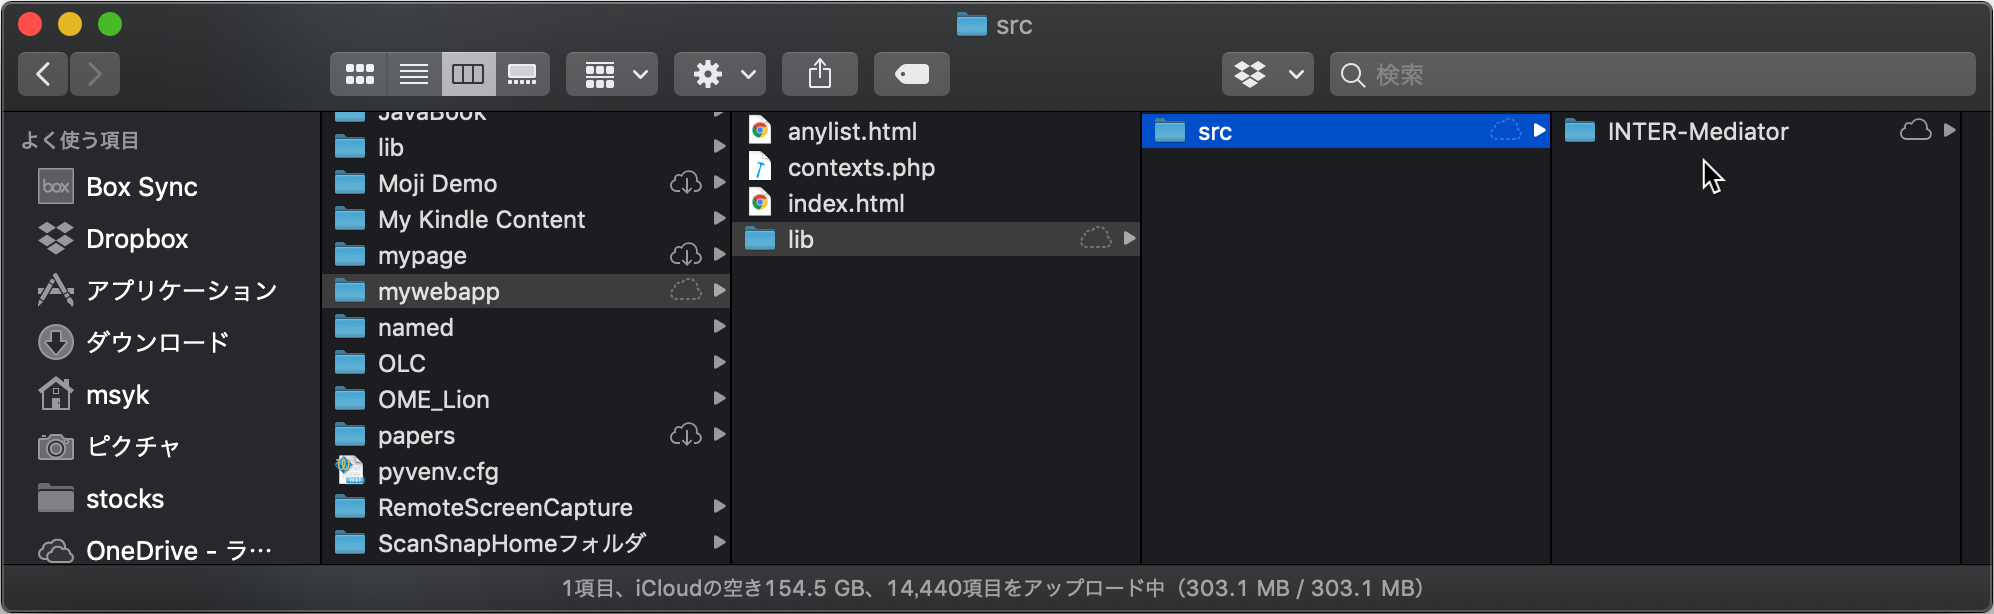 src
検索
よく使う項目
box
Box Sync
Dropbox
アプリケーション
ダウンロード
msyk
ピクチャ
stocks
OneDrive - ラ…
JavaBook
lib
Moji Demo
My Kindle Content
mypage
mywebapp
named
OLC
OME_Lion
papers
pyvenv.cfg
RemoteScreenCapture
ScanSnapHomeフォルダ
anylist.html
contexts.php
index.html
lib
src
INTER-Mediator
1項目、iCloudの空き154.5 GB、14,440項目をアップロード中（303.1 MB / 303.1 MB）